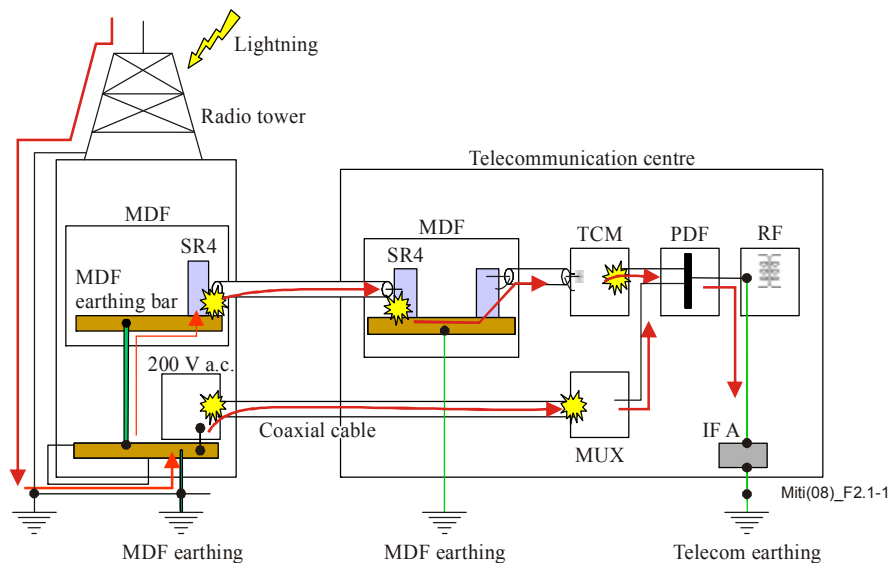 Lightning
Radio tower
Telecommunication centre
MDF
SR4
MDF
earthing bar
200 V a.c.
MDF
SR4
TCM
PDF
RF
Coaxial cable
MUX
IF A
Miti(08)_F2.1-1
MDF earthing
MDF earthing
Telecom earthing